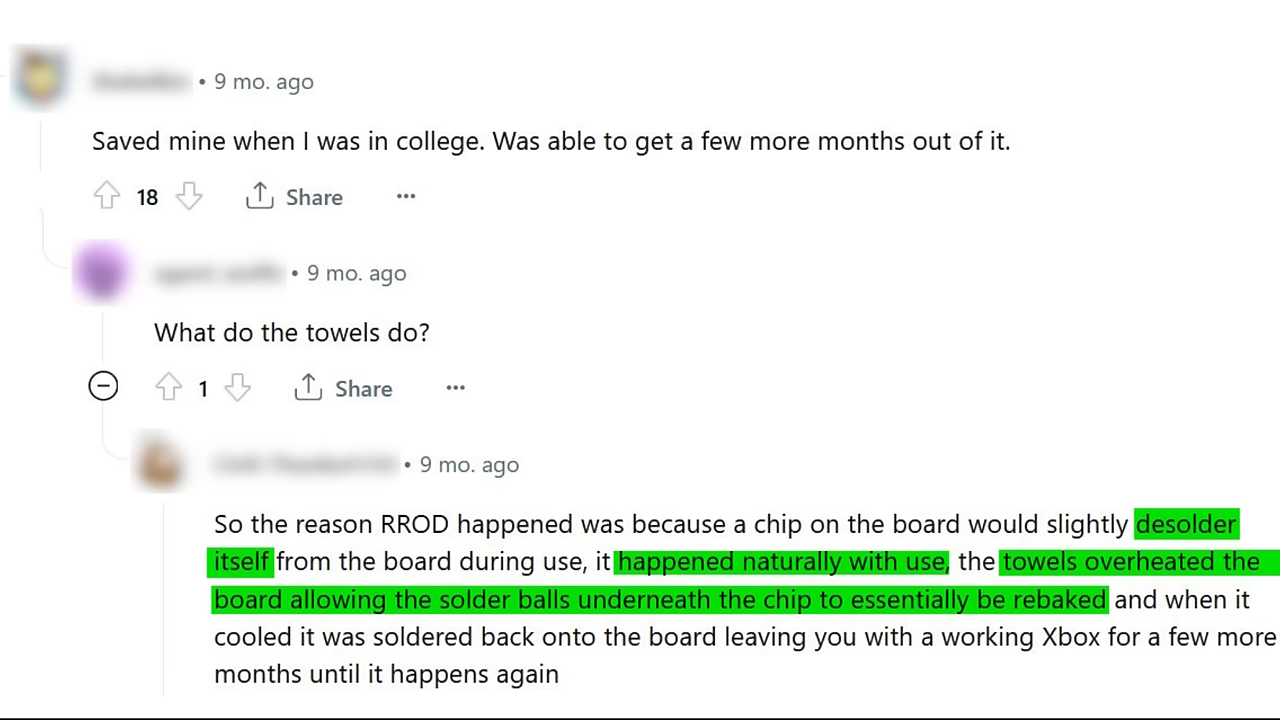 • 9 mo. ago
Saved mine when I was in college. Was able to get a few more months out of it.
18 Share ...
• 9 mo. ago
What do the towels do?
1 Share ...
• 9 mo. ago
So the reason RROD happened was because a chip on the board would slightly desolder
itself from the board during use, it happened naturally with use, the towels overheated the
board allowing the solder balls underneath the chip to essentially be rebaked and when it
cooled it was soldered back onto the board leaving you with a working Xbox for a few more
months until it happens again